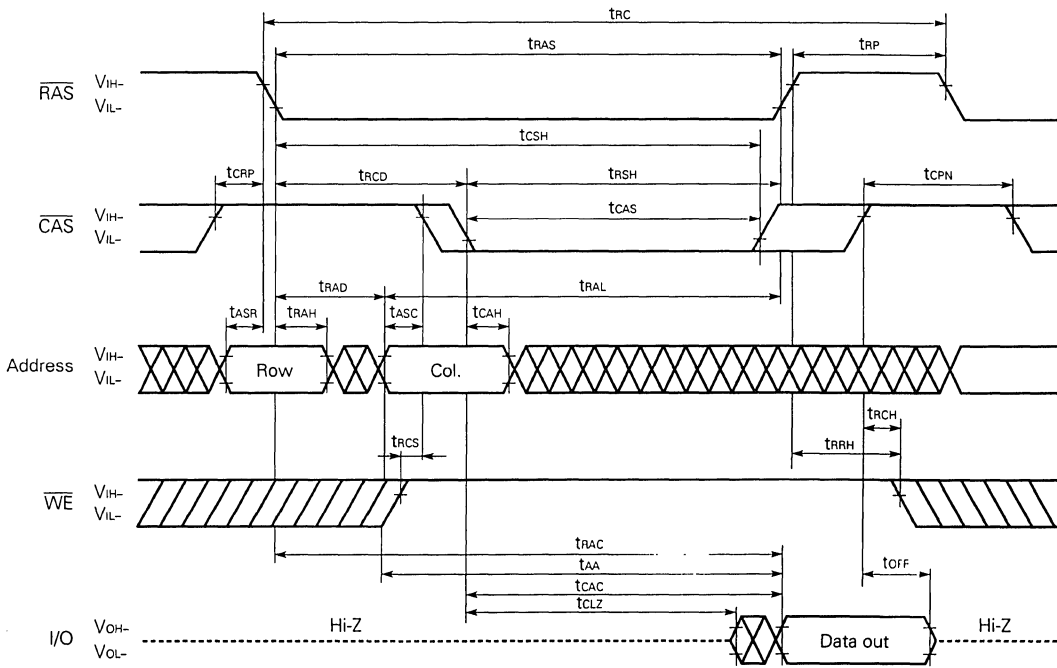 tRC
tRAS
tRP
RAS
VIH-
VIL-
tCSH
tCRP
tRCD
tRSH
tCPN
tCAS
CAS
VIH-
VIL-
tRAD
tRAL
tASR
tRAH
tASC
tCAH
Address
VIH-
VIL-
Row
Col.
tRCS
tRCH
tRRH
WE
VIH-
VIL-
tRAC
tAA
tOFF
tCAC
tCLZ
I/O
VOH-
VOL-
Hi-Z
Data out
Hi-Z